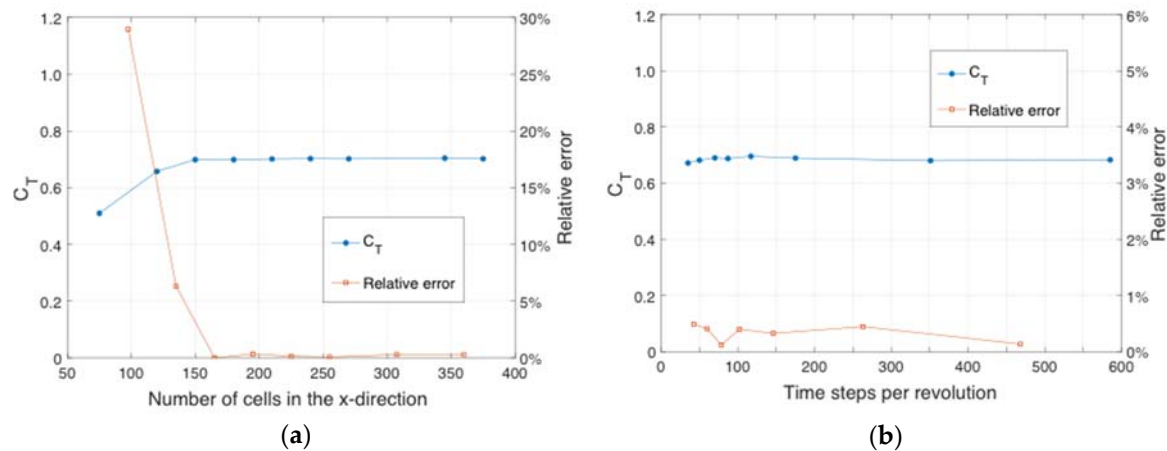 1.2 30% 1.2 6%
1.0 25% 1.0 5%
0.8 20% 0.8 4%
C_T 0.6 15% Relative error C_T 0.6 3% Relative error
0.4 10% 0.4 2%
0.2 5% 0.2 1%
0 0% 0 0%
C_T
Relative error
C_T
Relative error
50 100 150 200 250 300 350 400
Number of cells in the x-direction
0 100 200 300 400 500 600
Time steps per revolution
(a) (b)